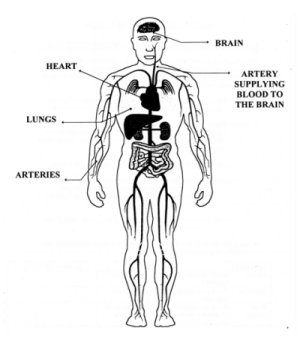 BRAIN
HEART
ARTERY
SUPPLYING
BLOOD TO
THE BRAIN
LUNGS
ARTERIES